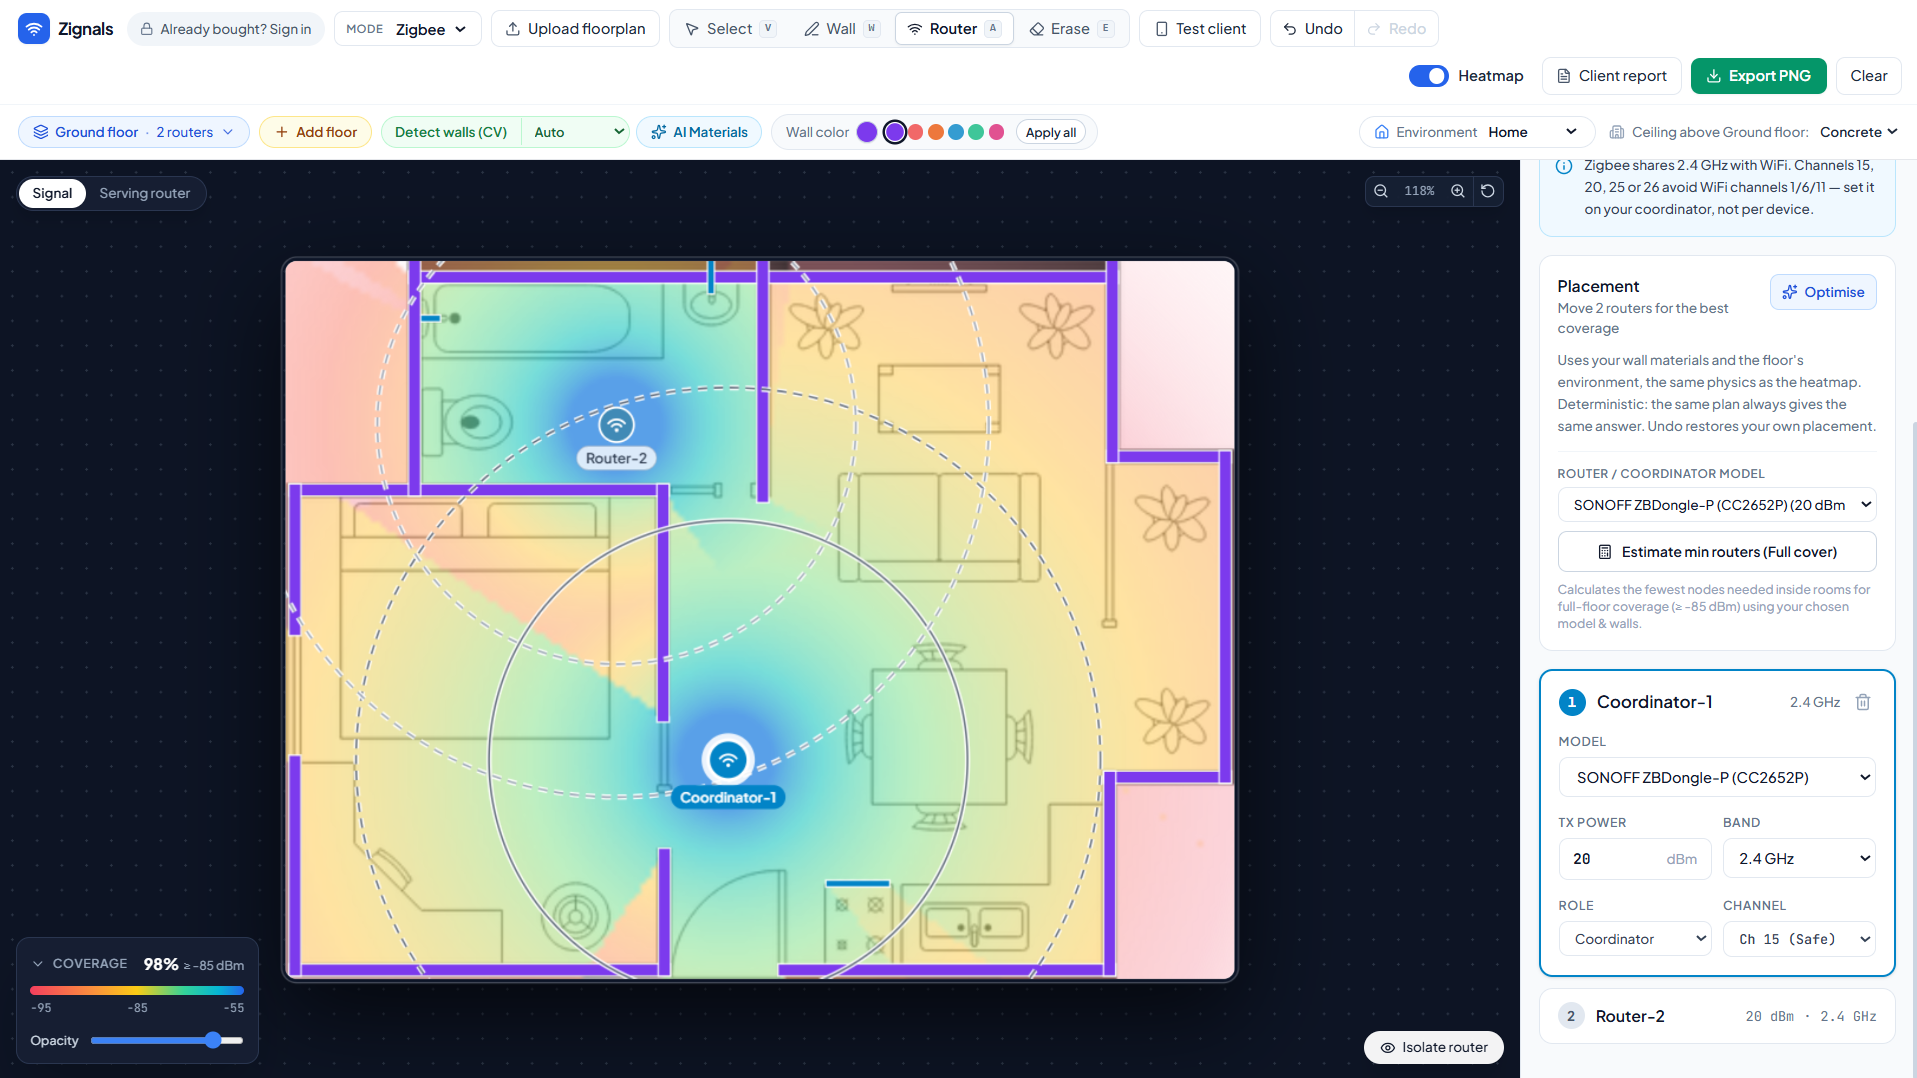 Zignals
Already bought? Sign in
MODE Zigbee
Upload floorplan
Select V
Wall W
Router A
Erase E
Test client
Undo
Redo
Heatmap
Client report
Export PNG
Clear
Ground floor · 2 routers
Add floor
Detect walls (CV)
Auto
AI Materials
Wall color
Apply all
Environment Home
Ceiling above Ground floor: Concrete
Signal
Serving router
118%
Router-2
Coordinator-1
COVERAGE 98% ≥ -85 dBm
-95 -85 -55
Opacity
Isolate router
Zigbee shares 2.4 GHz with WiFi. Channels 15,
20, 25 or 26 avoid WiFi channels 1/6/11 — set it
on your coordinator, not per device.
Placement
Optimise
Move 2 routers for the best
coverage
Uses your wall materials and the floor's
environment, the same physics as the heatmap.
Deterministic: the same plan always gives the
same answer. Undo restores your own placement.
ROUTER / COORDINATOR MODEL
SONOFF ZBDongle-P (CC2652P) (20 dBm
Estimate min routers (Full cover)
Calculates the fewest nodes needed inside rooms for
full-floor coverage (≥ -85 dBm) using your chosen
model & walls.
1 Coordinator-1 2.4 GHz
MODEL
SONOFF ZBDongle-P (CC2652P)
TX POWER BAND
20 dBm 2.4 GHz
ROLE CHANNEL
Coordinator Ch 15 (Safe)
2 Router-2 20 dBm · 2.4 GHz